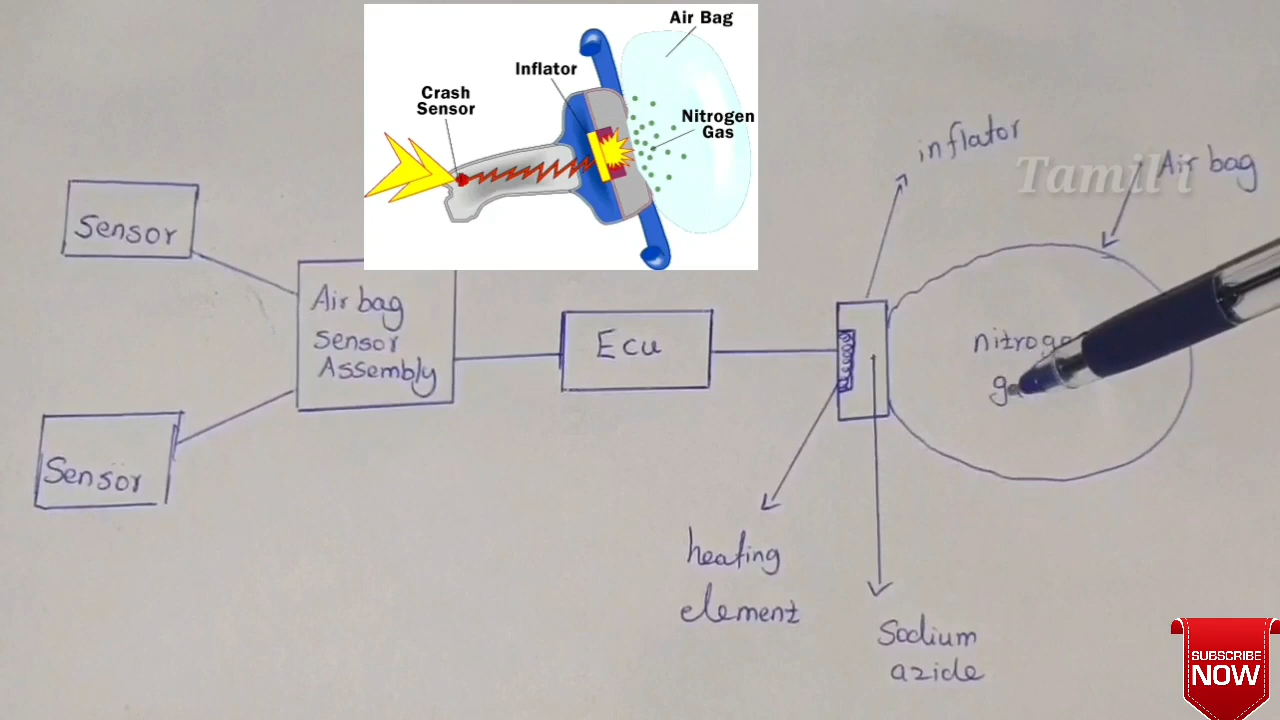 Air Bag
Inflator
Crash
Sensor
Nitrogen
Gas
inflator
Tamil
Air bag
Sensor
Air bag
Sensor
Assembly
Ecu
Sensor
heating
element
Sodium
azide
SUBSCRIBE
NOW